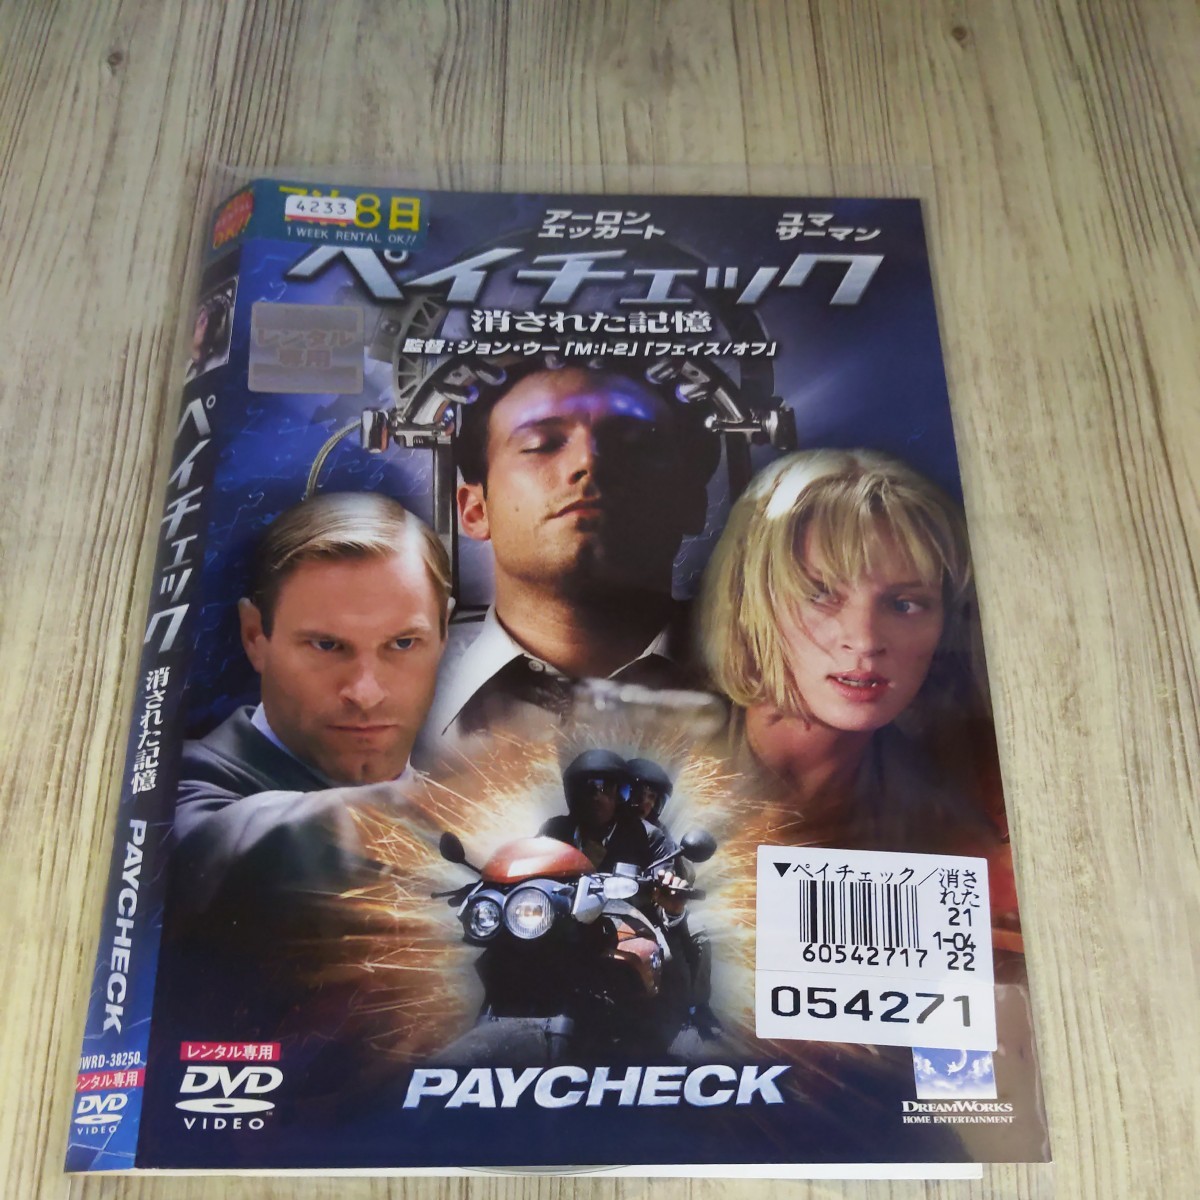 8日
4233
1 WEEK RENTAL OK!!
アーロン
エッカート
ユマ
サーマン
ペイチェック
消された記憶
監督：ジョン・ウー「M:I-2」「フェイス/オフ」
レンタル
専用
ペイチェック 消された記憶 PAYCHECK
WRD-38250
レンタル専用
DVD
VIDEO
▼ペイチェック/消さ
れた
21
1-04
22
60542717
054271
レンタル専用
DVD
VIDEO
PAYCHECK
DREAMWORKS
HOME ENTERTAINMENT